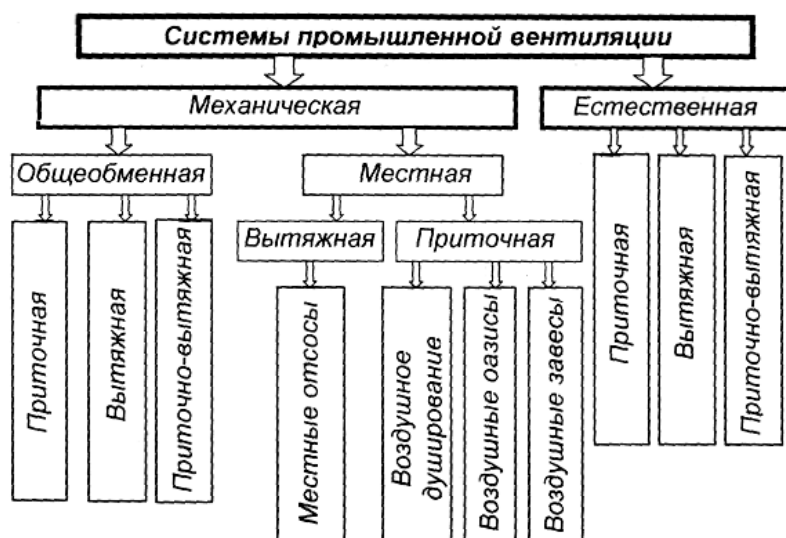 Системы промышленной вентиляции
Механическая
Естественная
Общеобменная
Местная
Вытяжная
Приточная
Приточная
Вытяжная
Приточно-вытяжная
Местные отсосы
Воздушное
душирование
Воздушные оазисы
Воздушные завесы
Приточная
Вытяжная
Приточно-вытяжная